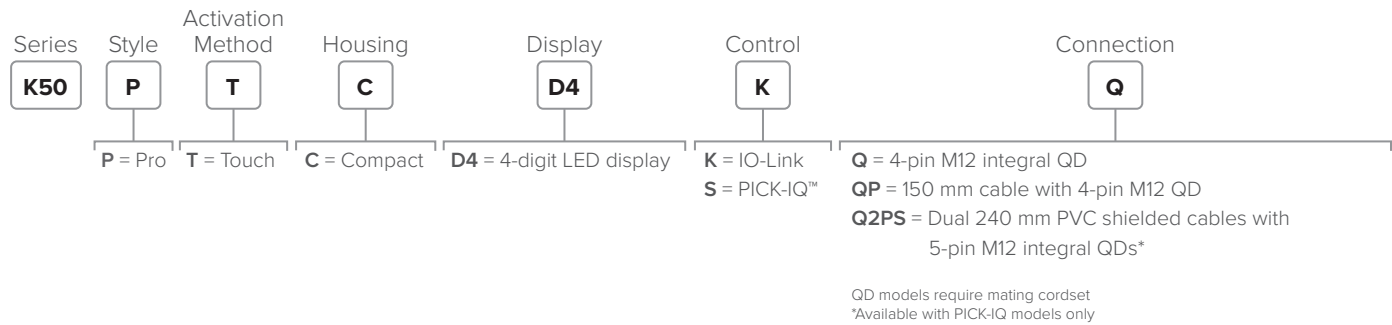 Series Style Activation Method Housing Display Control Connection
K50 P T C D4 K Q
P = Pro T = Touch C = Compact D4 = 4-digit LED display K = IO-Link Q = 4-pin M12 integral QD
S = PICK-IQ™ QP = 150 mm cable with 4-pin M12 QD
Q2PS = Dual 240 mm PVC shielded cables with
5-pin M12 integral QDs*
QD models require mating cordset
*Available with PICK-IQ models only